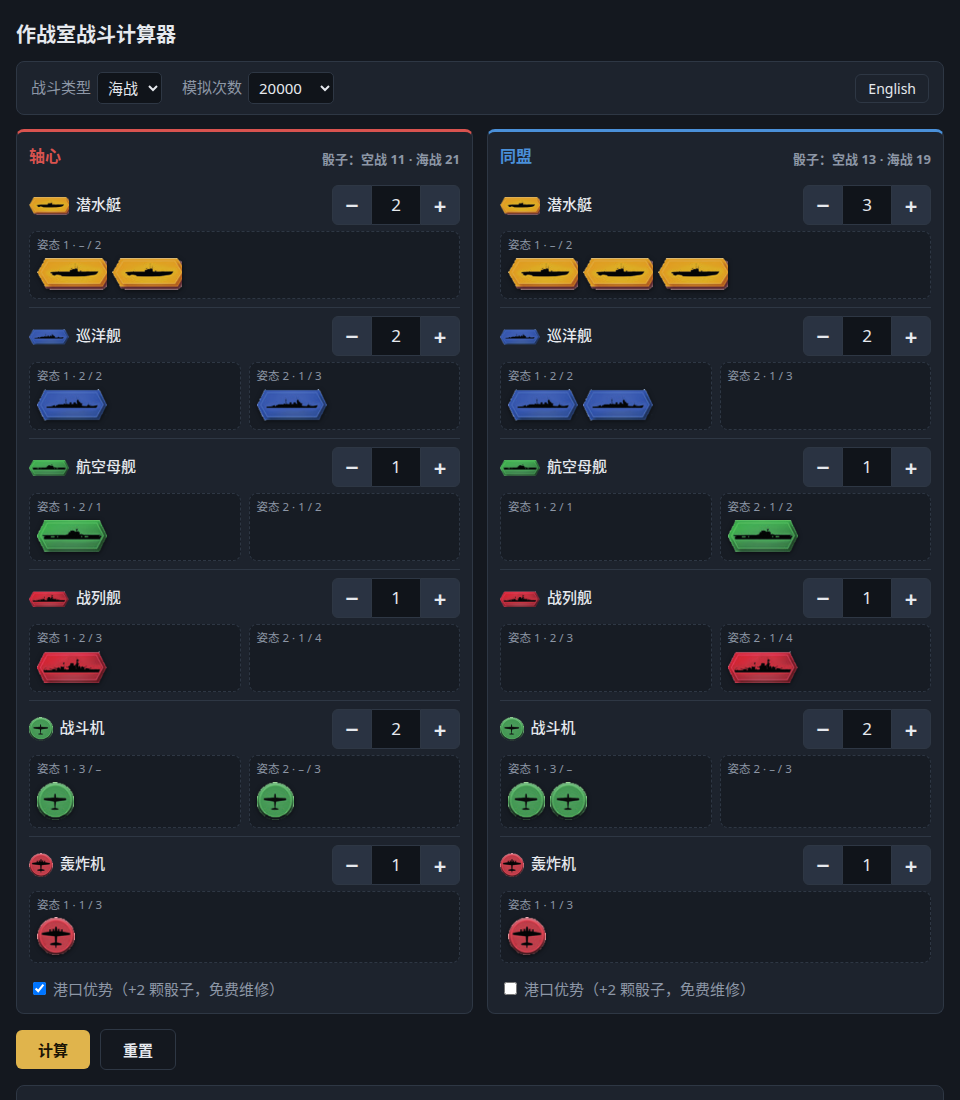 作战室战斗计算器
战斗类型 海战 模拟次数 20000 English
轴心 骰子：空战 11 · 海战 21
潜水艇 − 2 +
姿态 1 · – / 2
巡洋舰 − 2 +
姿态 1 · 2 / 2 姿态 2 · 1 / 3
航空母舰 − 1 +
姿态 1 · 2 / 1 姿态 2 · 1 / 2
战列舰 − 1 +
姿态 1 · 2 / 3 姿态 2 · 1 / 4
战斗机 − 2 +
姿态 1 · 3 / – 姿态 2 · – / 3
轰炸机 − 1 +
姿态 1 · 1 / 3
港口优势（+2 颗骰子，免费维修）
同盟 骰子：空战 13 · 海战 19
潜水艇 − 3 +
姿态 1 · – / 2
巡洋舰 − 2 +
姿态 1 · 2 / 2 姿态 2 · 1 / 3
航空母舰 − 1 +
姿态 1 · 2 / 1 姿态 2 · 1 / 2
战列舰 − 1 +
姿态 1 · 2 / 3 姿态 2 · 1 / 4
战斗机 − 2 +
姿态 1 · 3 / – 姿态 2 · – / 3
轰炸机 − 1 +
姿态 1 · 1 / 3
港口优势（+2 颗骰子，免费维修）
计算 重置